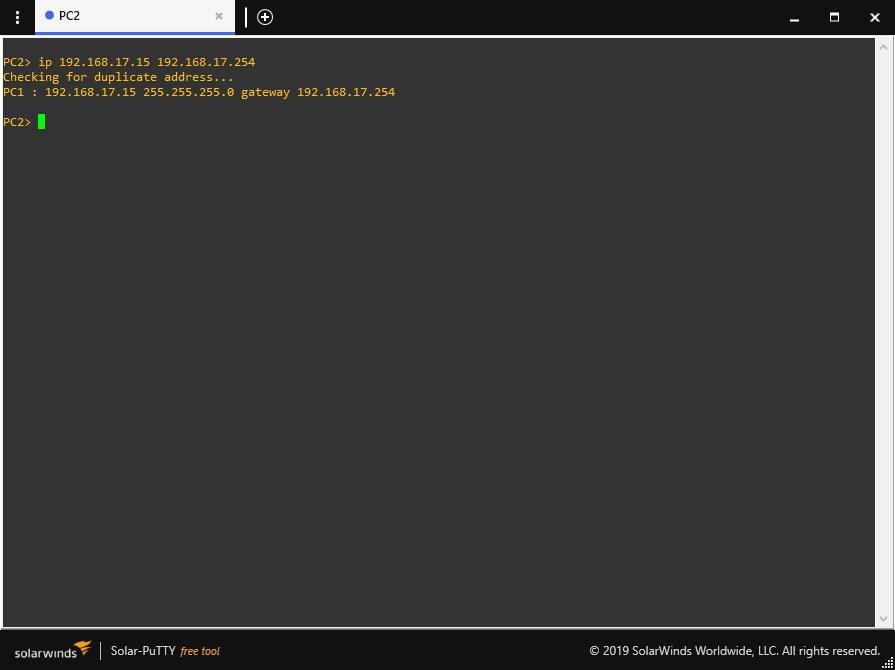 PC2
PC2> ip 192.168.17.15 192.168.17.254
Checking for duplicate address...
PC1 : 192.168.17.15 255.255.255.0 gateway 192.168.17.254
PC2>
solarwinds Solar-PuTTY free tool © 2019 SolarWinds Worldwide, LLC. All rights reserved.